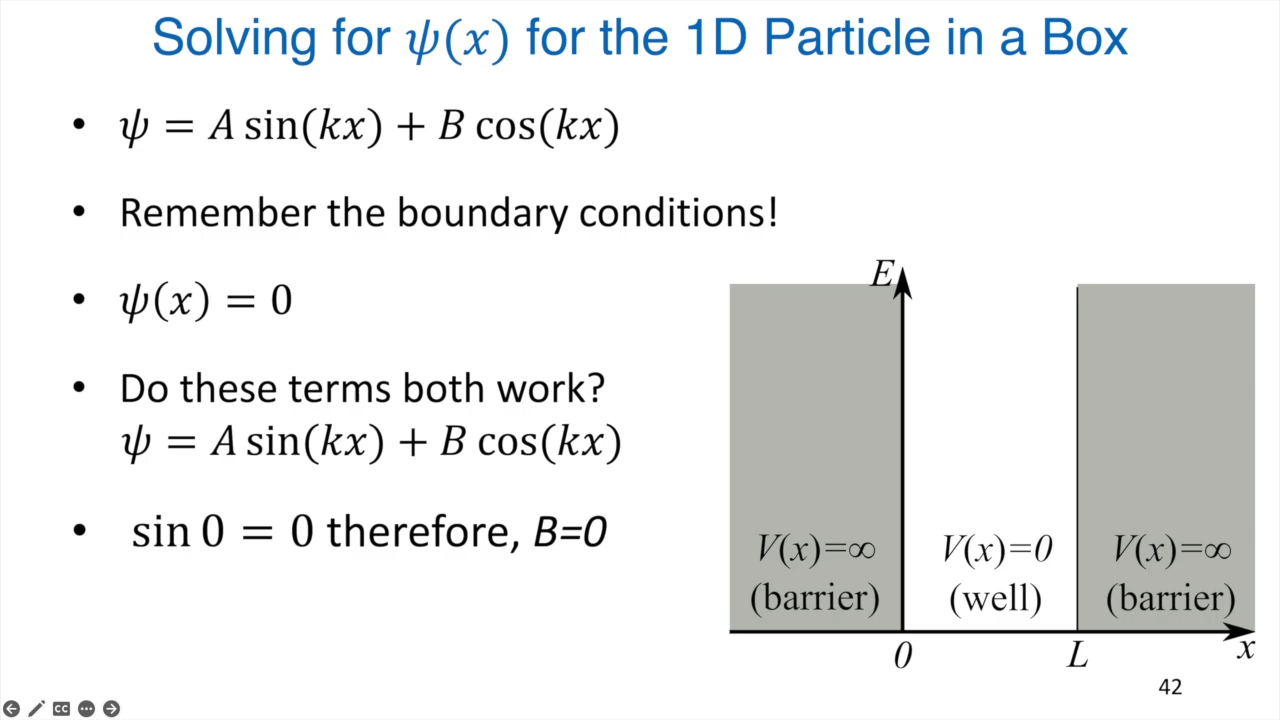 Solving for 𝜓(𝑥) for the 1D Particle in a Box
• 𝜓 = 𝐴 sin(𝑘𝑥) + 𝐵 cos(𝑘𝑥)
• Remember the boundary conditions!
• 𝜓(𝑥) = 0
• Do these terms both work?
𝜓 = 𝐴 sin(𝑘𝑥) + 𝐵 cos(𝑘𝑥)
• sin 0 = 0 therefore, B=0
E
V(x)=∞
(barrier)
V(x)=0
(well)
V(x)=∞
(barrier)
0
L
x
42
CC